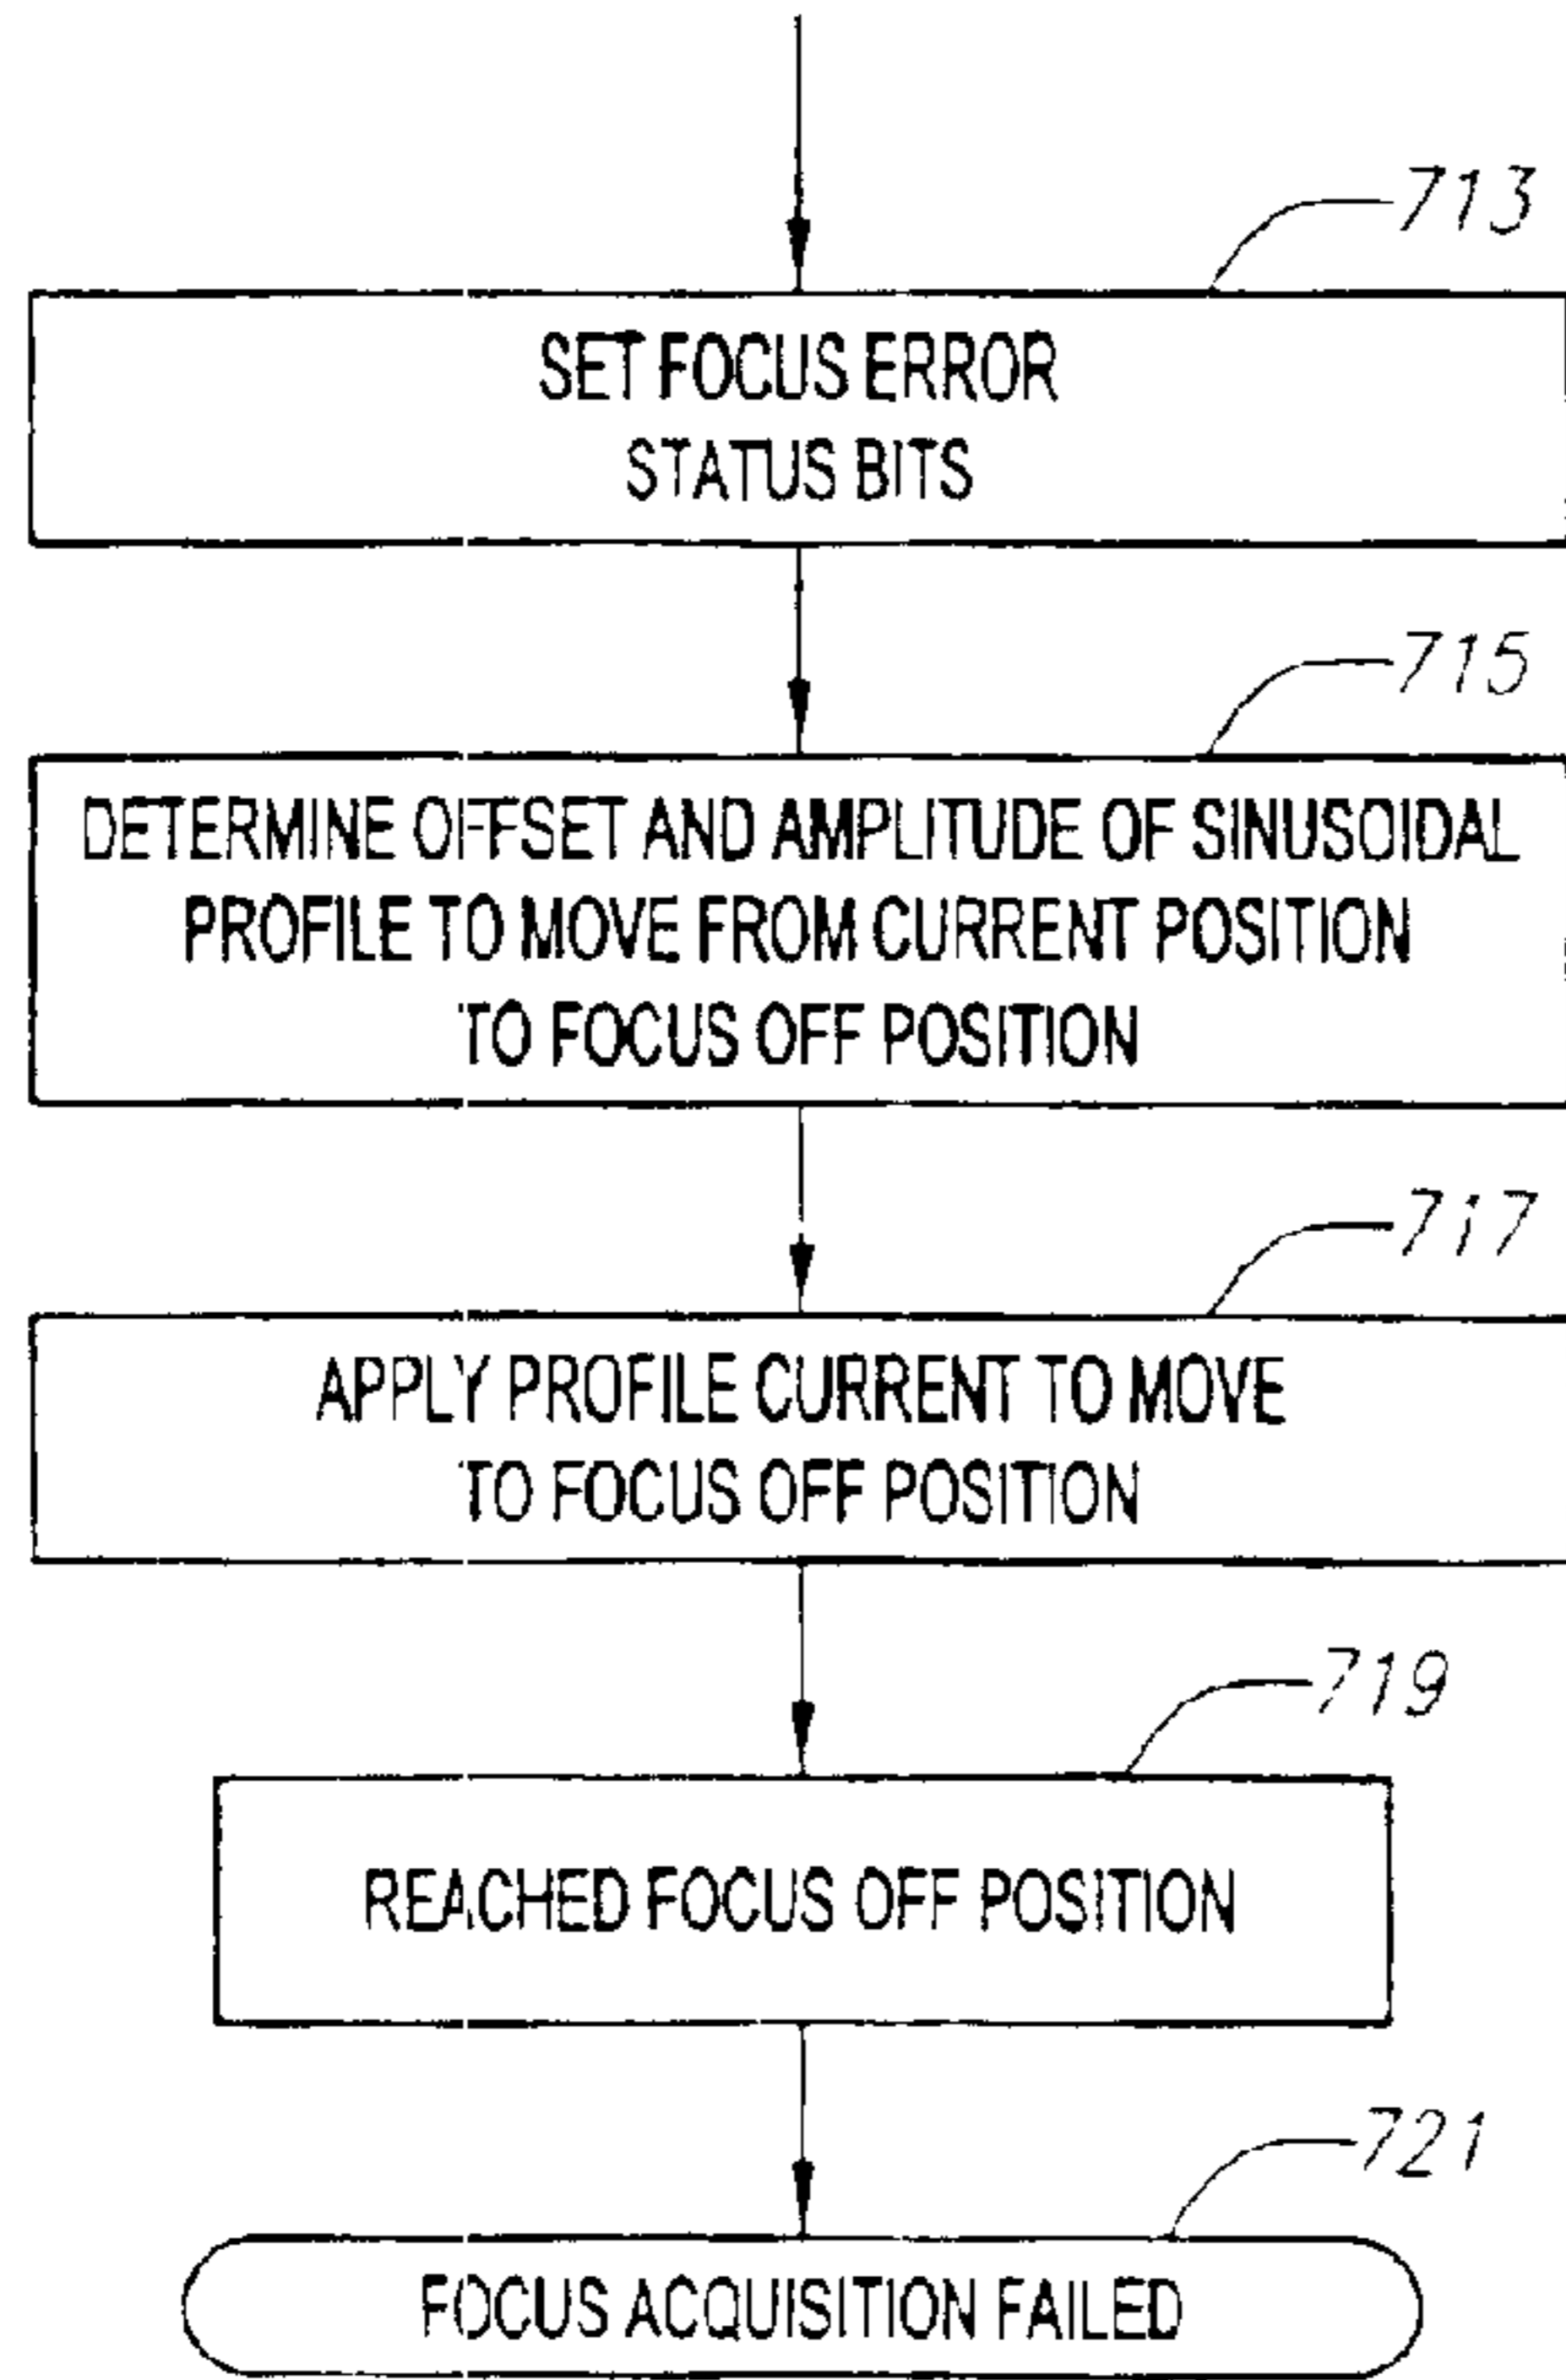 713
SET FOCUS ERROR
STATUS BITS
715
DETERMINE OFFSET AND AMPLITUDE OF SINUSOIDAL
PROFILE TO MOVE FROM CURRENT POSITION
TO FOCUS OFF POSITION
717
APPLY PROFILE CURRENT TO MOVE
TO FOCUS OFF POSITION
719
REACHED FOCUS OFF POSITION
721
FOCUS ACQUISITION FAILED